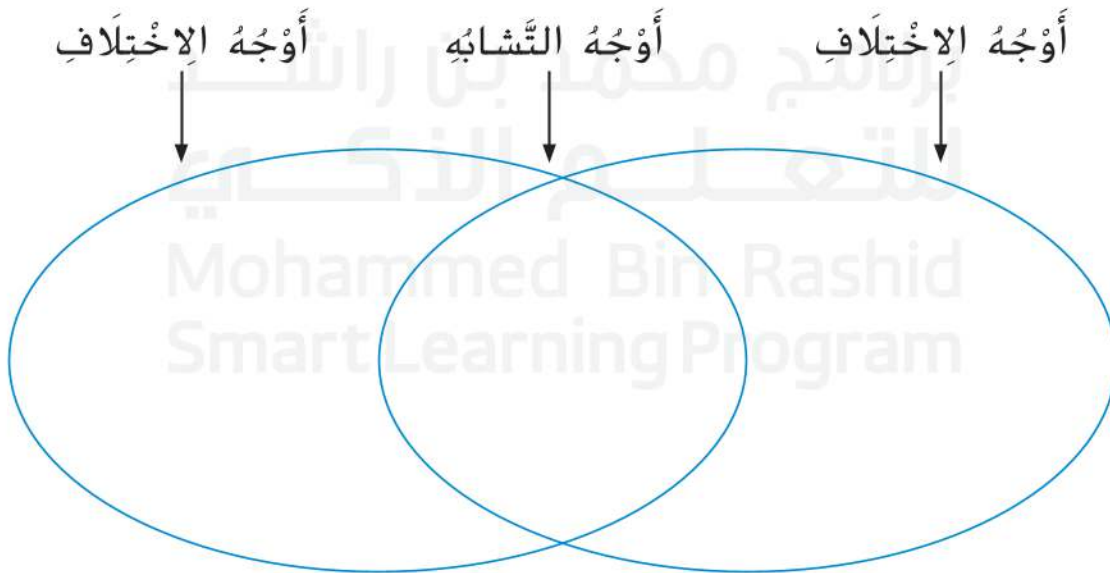 أَوْجُهُ الِاخْتِلَافِ
أَوْجُهُ التَّشابُهِ
أَوْجُهُ الِاخْتِلَافِ
برنامج محمد بن راشد
للتعلم الذكي
Mohammed Bin Rashid
Smart Learning Program